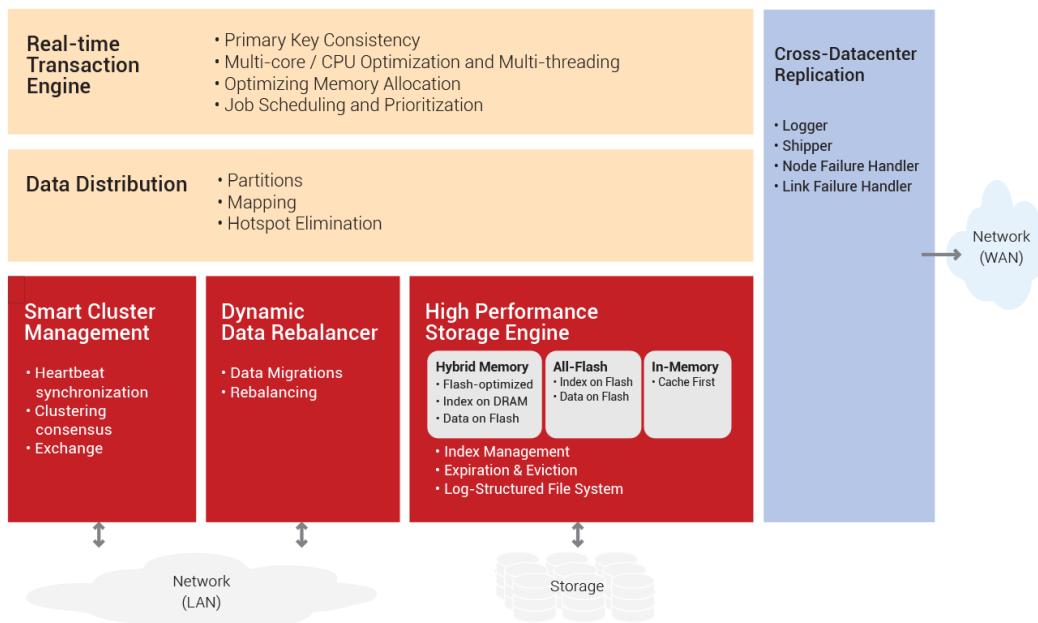 Real-time
Transaction
Engine
• Primary Key Consistency
• Multi-core / CPU Optimization and Multi-threading
• Optimizing Memory Allocation
• Job Scheduling and Prioritization
Data Distribution
• Partitions
• Mapping
• Hotspot Elimination
Smart Cluster
Management
• Heartbeat
synchronization
• Clustering
consensus
• Exchange
Dynamic
Data Rebalancer
• Data Migrations
• Rebalancing
High Performance
Storage Engine
Hybrid Memory
• Flash-optimized
• Index on DRAM
• Data on Flash
All-Flash
• Index on Flash
• Data on Flash
In-Memory
• Cache First
• Index Management
• Expiration & Eviction
• Log-Structured File System
Cross-Datacenter
Replication
• Logger
• Shipper
• Node Failure Handler
• Link Failure Handler
Network
(WAN)
Network
(LAN)
Storage